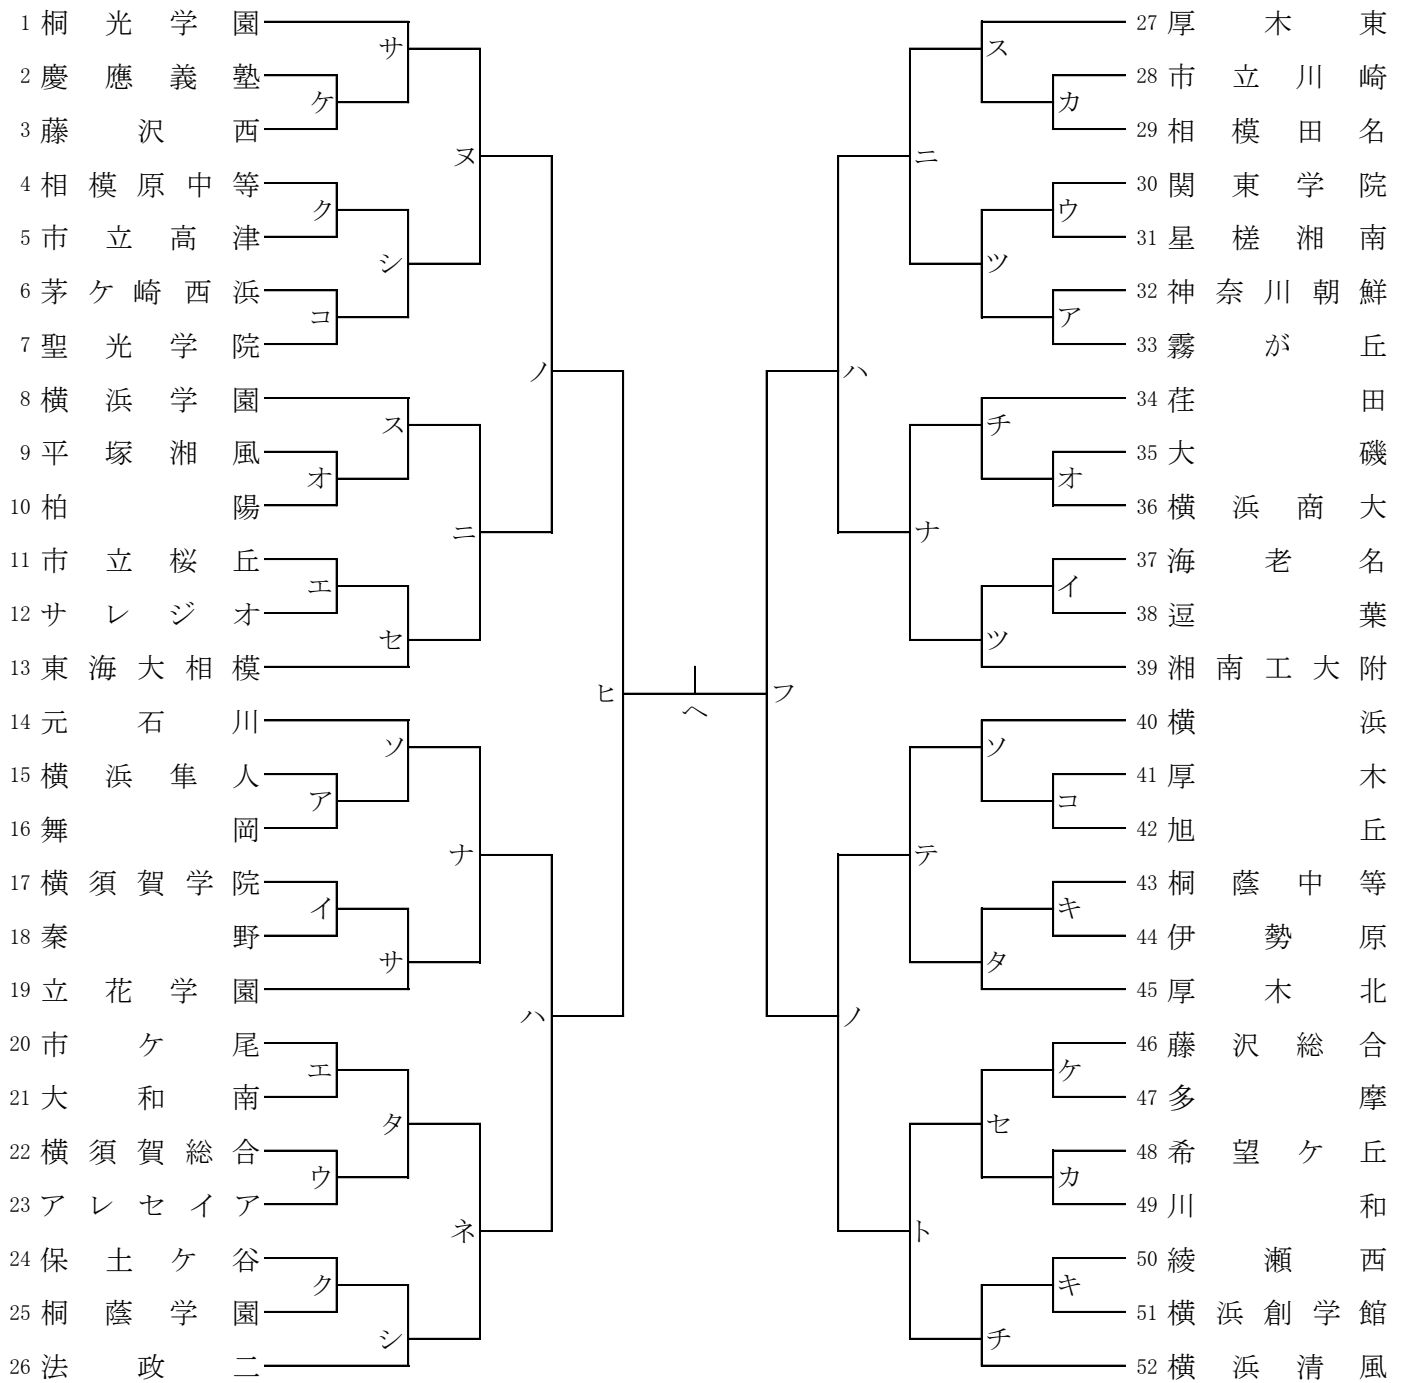 1 桐光学園
2 慶應義塾
3 藤沢西
4 相模原中等
5 市立高津
6 茅ケ崎西浜
7 聖光学院
8 横浜学園
9 平塚湘風
10 柏陽
11 市立桜丘
12 サレジオ
13 東海大相模
14 元石川
15 横浜隼人
16 舞岡
17 横須賀学院
18 秦野
19 立花学園
20 市ケ尾
21 大和南
22 横須賀総合
23 アレセイア
24 保土ケ谷
25 桐蔭学園
26 法政二
サ
ケ
ヌ
ク
シ
コ
ノ
ス
オ
ニ
エ
セ
ヒ
ソ
ア
ナ
イ
サ
ハ
エ
タ
ウ
ネ
ク
シ
ヘ
フ
ス
カ
ニ
ウ
ツ
ア
ハ
チ
オ
ナ
イ
ツ
ソ
コ
テ
キ
タ
ノ
ケ
セ
カ
ト
キ
チ
27 厚木東
28 市立川崎
29 相模田名
30 関東学院
31 星槎湘南
32 神奈川朝鮮
33 霧が丘
34 荏田
35 大磯
36 横浜商大
37 海老名
38 逗葉
39 湘南工大附
40 横浜
41 厚木
42 旭丘
43 桐蔭中等
44 伊勢原
45 厚木北
46 藤沢総合
47 多摩
48 希望ケ丘
49 川和
50 綾瀬西
51 横浜創学館
52 横浜清風